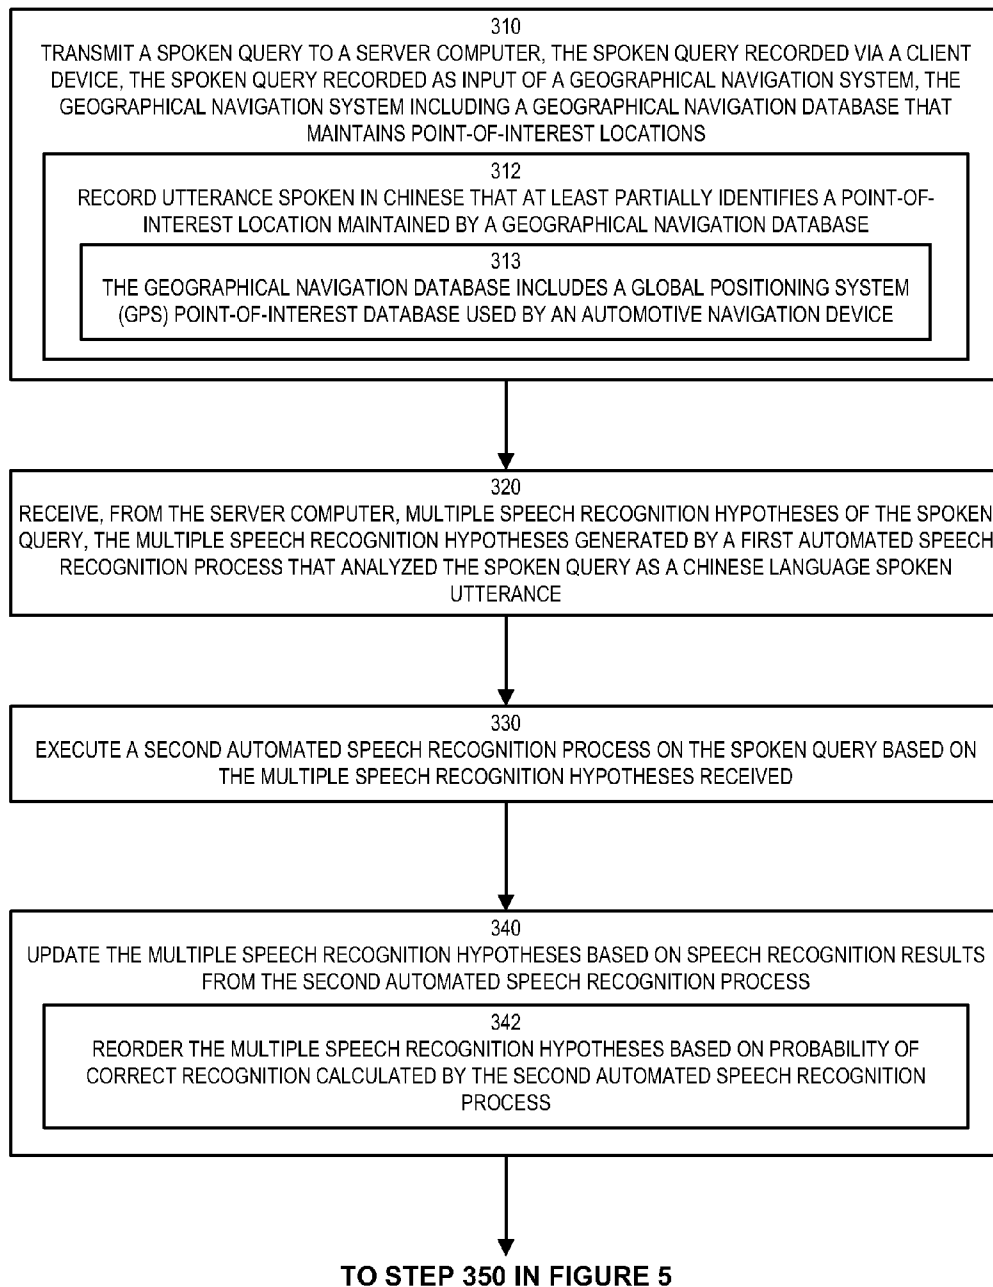 310
TRANSMIT A SPOKEN QUERY TO A SERVER COMPUTER, THE SPOKEN QUERY RECORDED VIA A CLIENT
DEVICE, THE SPOKEN QUERY RECORDED AS INPUT OF A GEOGRAPHICAL NAVIGATION SYSTEM, THE
GEOGRAPHICAL NAVIGATION SYSTEM INCLUDING A GEOGRAPHICAL NAVIGATION DATABASE THAT
MAINTAINS POINT-OF-INTEREST LOCATIONS
312
RECORD UTTERANCE SPOKEN IN CHINESE THAT AT LEAST PARTIALLY IDENTIFIES A POINT-OF-
INTEREST LOCATION MAINTAINED BY A GEOGRAPHICAL NAVIGATION DATABASE
313
THE GEOGRAPHICAL NAVIGATION DATABASE INCLUDES A GLOBAL POSITIONING SYSTEM
(GPS) POINT-OF-INTEREST DATABASE USED BY AN AUTOMOTIVE NAVIGATION DEVICE
320
RECEIVE, FROM THE SERVER COMPUTER, MULTIPLE SPEECH RECOGNITION HYPOTHESES OF THE SPOKEN
QUERY, THE MULTIPLE SPEECH RECOGNITION HYPOTHESES GENERATED BY A FIRST AUTOMATED SPEECH
RECOGNITION PROCESS THAT ANALYZED THE SPOKEN QUERY AS A CHINESE LANGUAGE SPOKEN
UTTERANCE
330
EXECUTE A SECOND AUTOMATED SPEECH RECOGNITION PROCESS ON THE SPOKEN QUERY BASED ON
THE MULTIPLE SPEECH RECOGNITION HYPOTHESES RECEIVED
340
UPDATE THE MULTIPLE SPEECH RECOGNITION HYPOTHESES BASED ON SPEECH RECOGNITION RESULTS
FROM THE SECOND AUTOMATED SPEECH RECOGNITION PROCESS
342
REORDER THE MULTIPLE SPEECH RECOGNITION HYPOTHESES BASED ON PROBABILITY OF
CORRECT RECOGNITION CALCULATED BY THE SECOND AUTOMATED SPEECH RECOGNITION
PROCESS
TO STEP 350 IN FIGURE 5